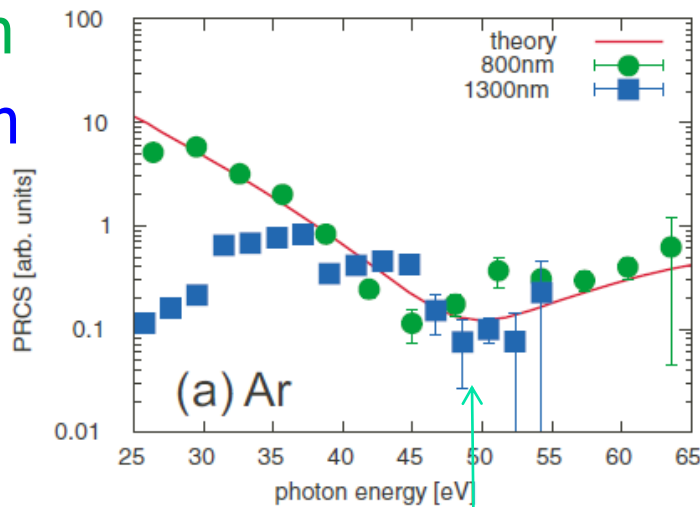 n
n
100
10
1
0.1
0.01
PRCS [arb. units]
theory
800nm
1300nm
(a) Ar
25 30 35 40 45 50 55 60 65
photon energy [eV]